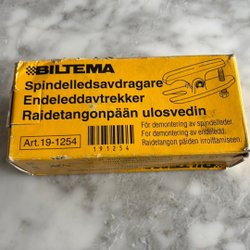 BILTEMA
Spindelledsavdragare
Endeleddavtrekker
Raidetangonpään ulosvedin
För demontering av spindelleder.
For demontering av endeledd.
Raidetangon päiden irroittamiseen.
Art.19-1254
191254